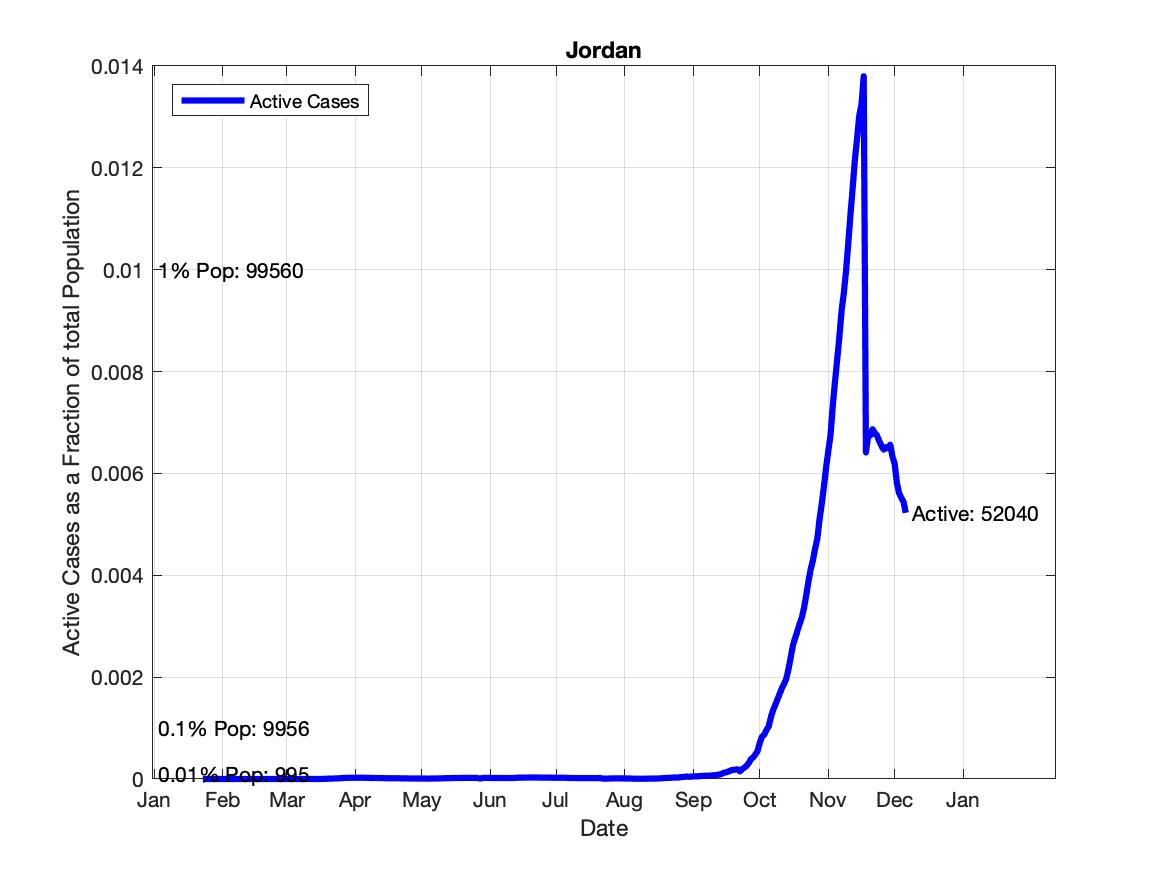 Jordan
Active Cases
Active Cases as a Fraction of total Population
0.014
0.012
0.01
0.008
0.006
0.004
0.002
0
1% Pop: 99560
0.1% Pop: 9956
0.01% Pop: 995
Active: 52040
Jan Feb Mar Apr May Jun Jul Aug Sep Oct Nov Dec Jan
Date